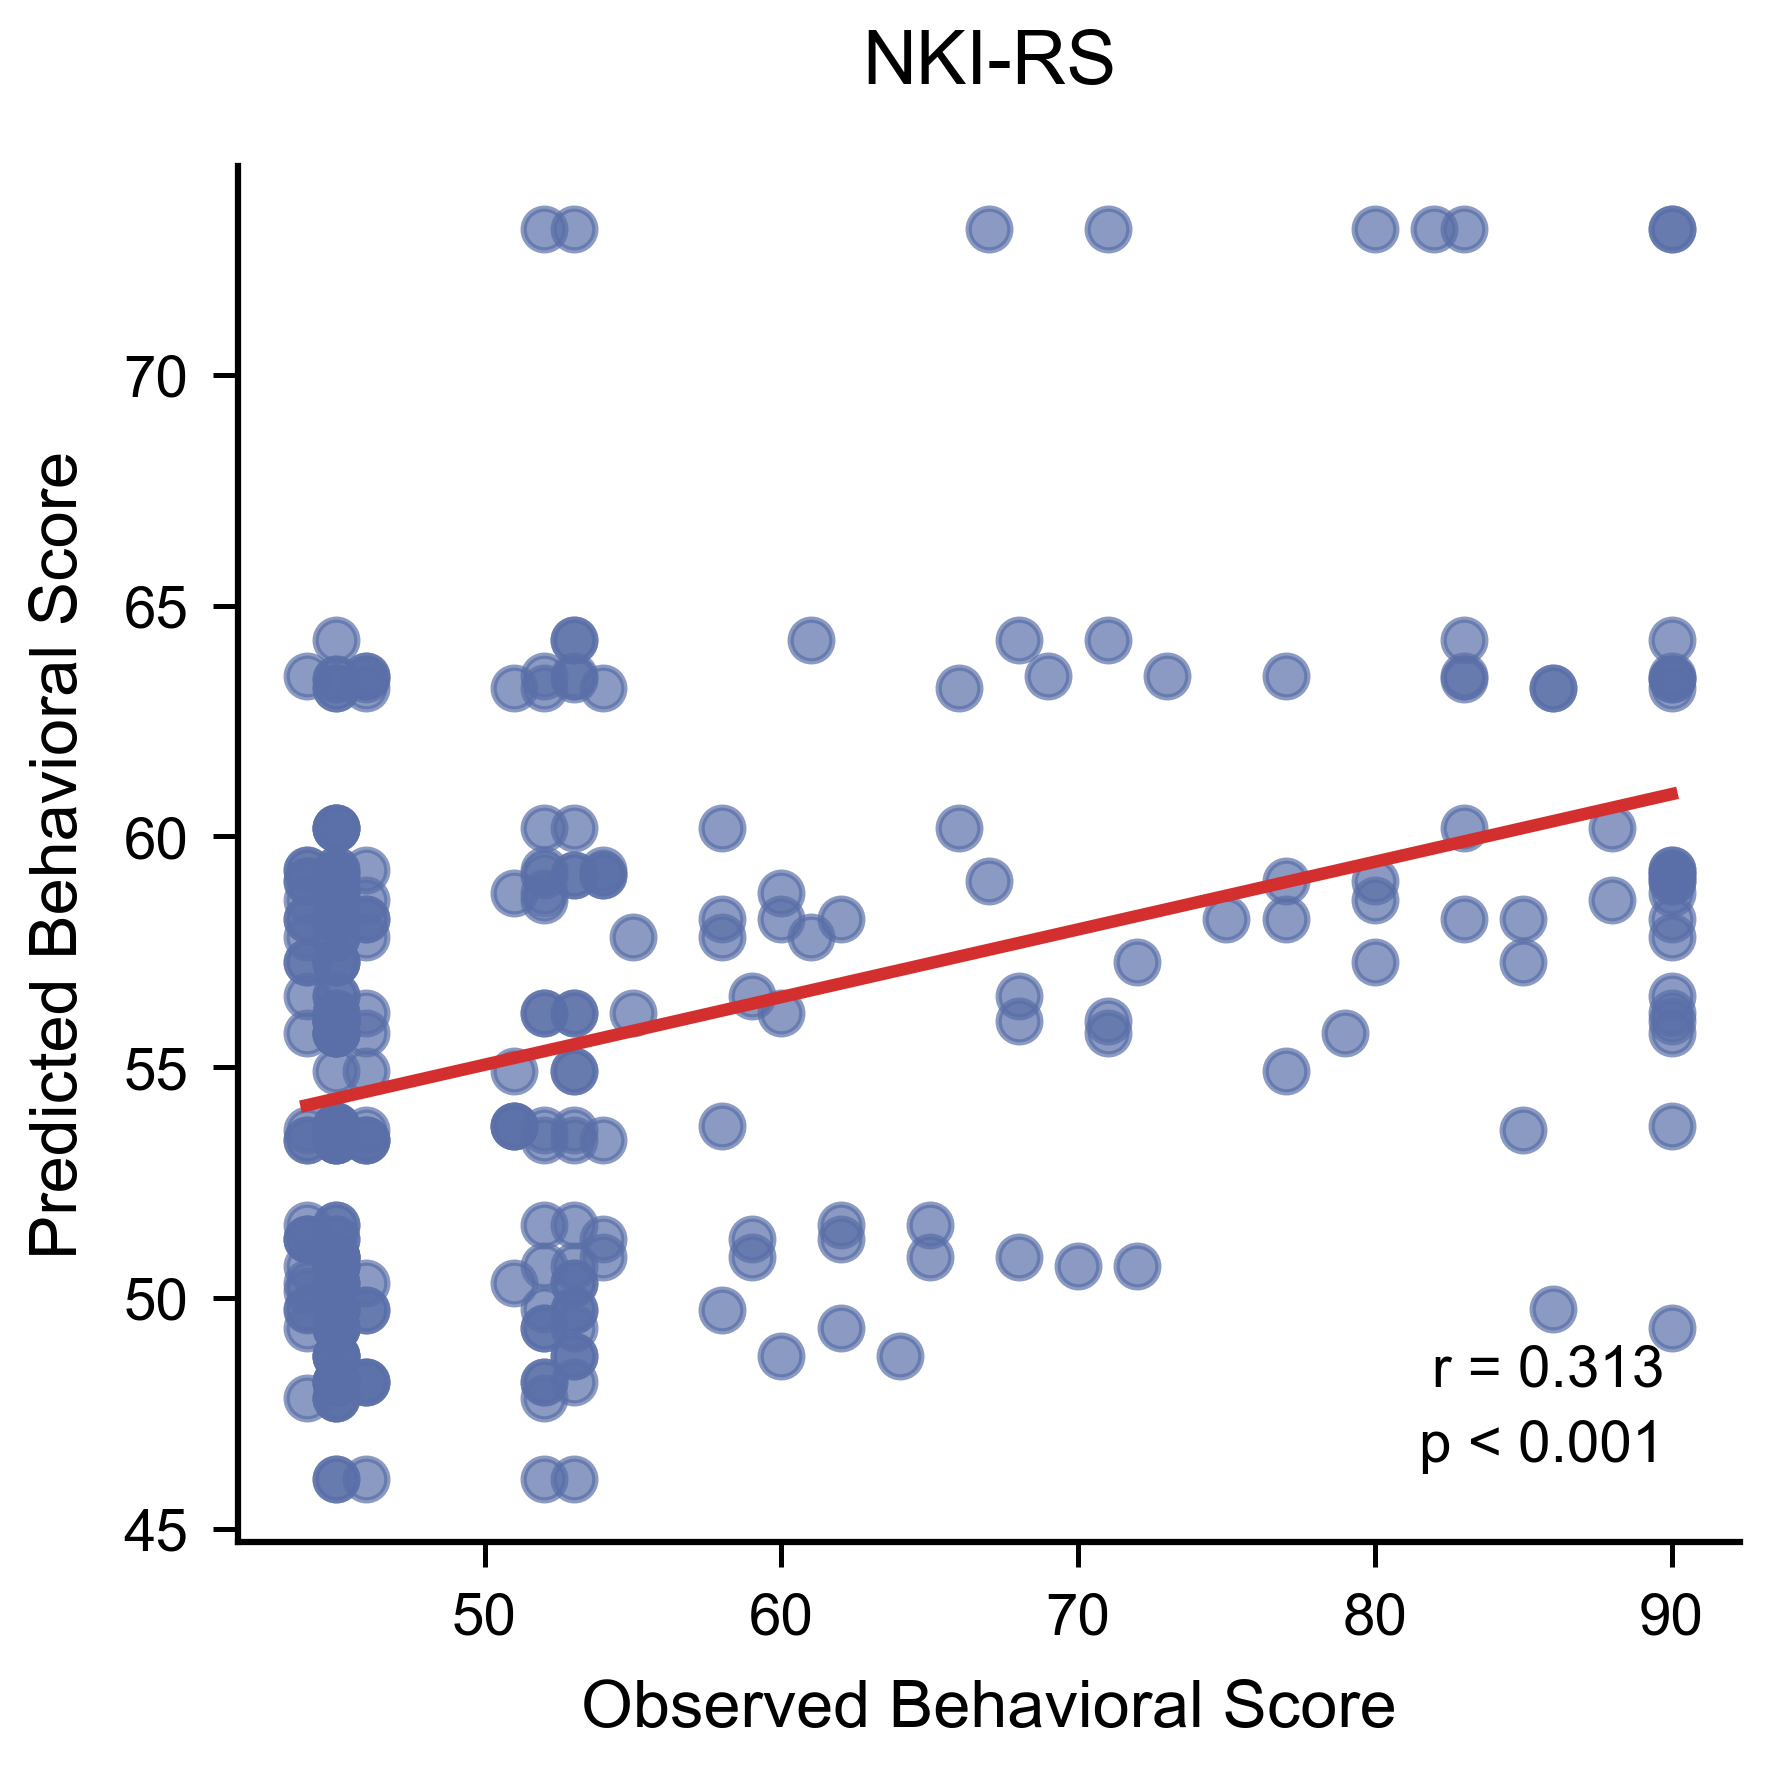 NKI-RS
Predicted Behavioral Score
70
65
60
55
50
45
r = 0.313
p < 0.001
50 60 70 80 90
Observed Behavioral Score